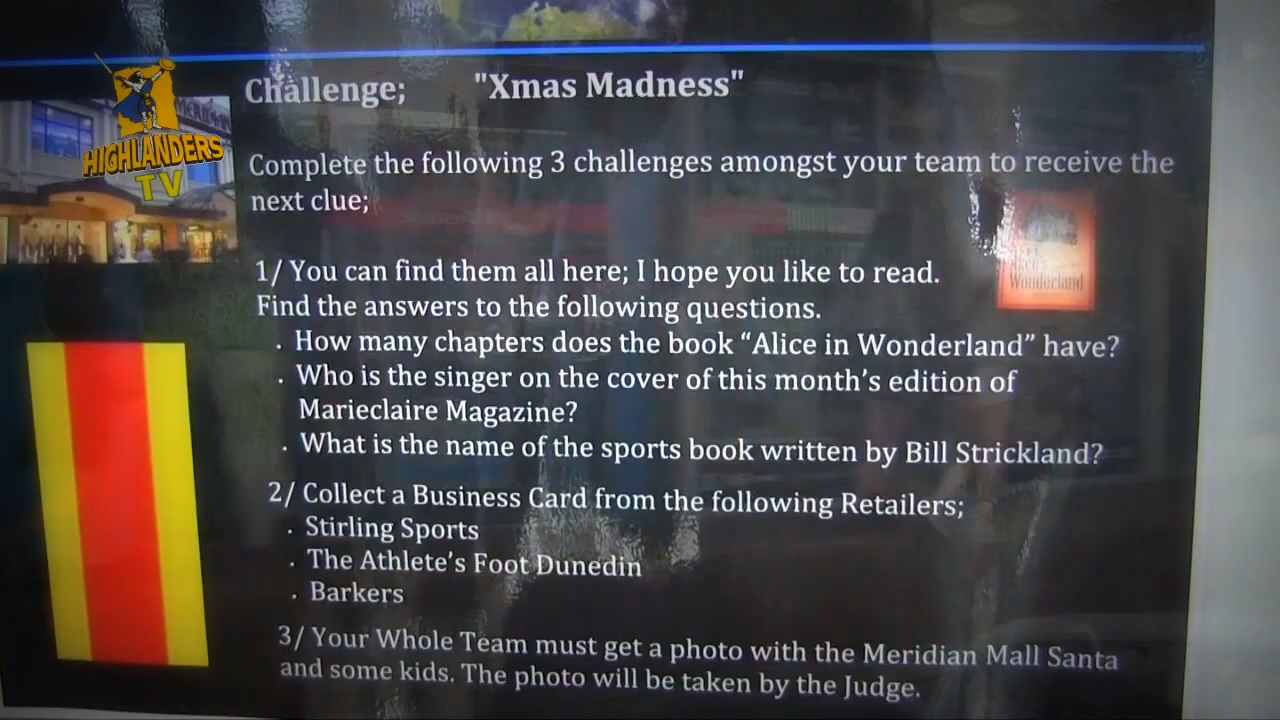 MERIDIAN
HIGHLANDERS
TV
Challenge; "Xmas Madness"
Complete the following 3 challenges amongst your team to receive the
next clue;
Alice's
Wonderland
1/ You can find them all here; I hope you like to read.
Find the answers to the following questions.
. How many chapters does the book “Alice in Wonderland” have?
. Who is the singer on the cover of this month’s edition of
Marieclaire Magazine?
. What is the name of the sports book written by Bill Strickland?
2/ Collect a Business Card from the following Retailers;
. Stirling Sports
. The Athlete’s Foot Dunedin
. Barkers
3/ Your Whole Team must get a photo with the Meridian Mall Santa
and some kids. The photo will be taken by the Judge.